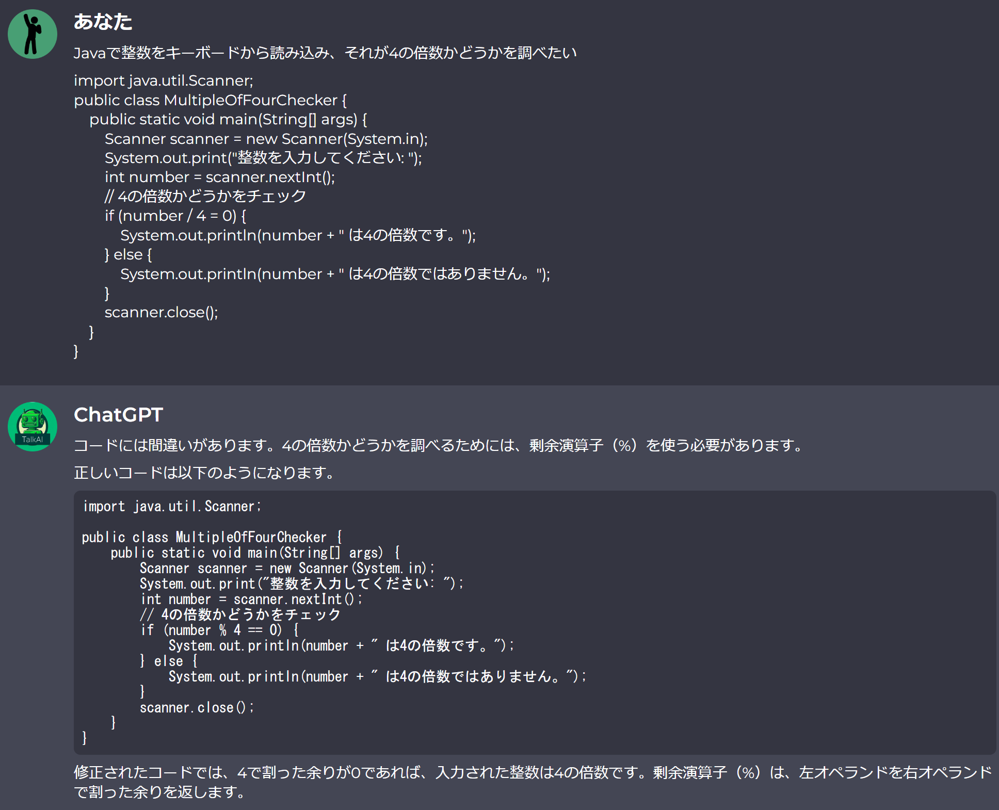 あなた
Javaで整数をキーボードから読み込み、それが4の倍数かどうかを調べたい
import java.util.Scanner;
public class MultipleOfFourChecker {
    public static void main(String[] args) {
        Scanner scanner = new Scanner(System.in);
        System.out.print("整数を入力してください: ");
        int number = scanner.nextInt();
        // 4の倍数かどうかをチェック
        if (number / 4 = 0) {
            System.out.println(number + " は4の倍数です。");
        } else {
            System.out.println(number + " は4の倍数ではありません。");
        }
        scanner.close();
    }
}
TalkAI
ChatGPT
コードには間違いがあります。4の倍数かどうかを調べるためには、剰余演算子（%）を使う必要があります。
正しいコードは以下のようになります。
import java.util.Scanner;

public class MultipleOfFourChecker {
    public static void main(String[] args) {
        Scanner scanner = new Scanner(System.in);
        System.out.print("整数を入力してください: ");
        int number = scanner.nextInt();
        // 4の倍数かどうかをチェック
        if (number % 4 == 0) {
            System.out.println(number + " は4の倍数です。");
        } else {
            System.out.println(number + " は4の倍数ではありません。");
        }
        scanner.close();
    }
}
修正されたコードでは、4で割った余りが0であれば、入力された整数は4の倍数です。剰余演算子（%）は、左オペランドを右オペランド
で割った余りを返します。